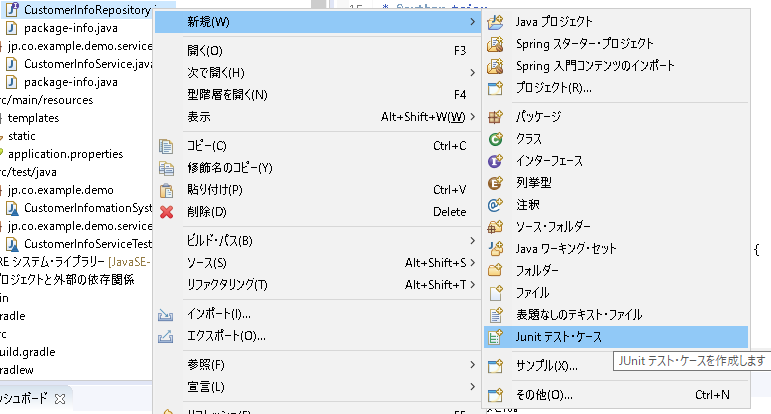 CustomerInfoRepository.
package-info.java
jp.co.example.demo.service
CustomerInfoService.java
package-info.java
rc/main/resources
templates
static
application.properties
rc/test/java
jp.co.example.demo
CustomerInfomationSyst
jp.co.example.demo.service
CustomerInfoServiceTest
RE システム・ライブラリー [JavaSE-
プロジェクトと外部の依存関係
in
radle
rc
uild.gradle
radlew
ッシュボード
新規(W)
開く(O) F3
次で開く(H)
型階層を開く(N) F4
表示 Alt+Shift+W(W)
コピー(C) Ctrl+C
修飾名のコピー(Y)
貼り付け(P) Ctrl+V
削除(D) Delete
ビルド・パス(B)
ソース(S) Alt+Shift+S
リファクタリング(T) Alt+Shift+T
インポート(I)...
エクスポート(O)...
参照(F)
宣言(L)
リフレッシュ(F) F5
Java プロジェクト
Spring スターター・プロジェクト
Spring 入門コンテンツのインポート
プロジェクト(R)...
パッケージ
クラス
インターフェース
列挙型
注釈
ソース・フォルダー
Java ワーキング・セット
フォルダー
ファイル
表題なしのテキスト・ファイル
Junit テスト・ケース
JUnit テスト・ケースを作成します
サンプル(X)...
その他(O)... Ctrl+N
{